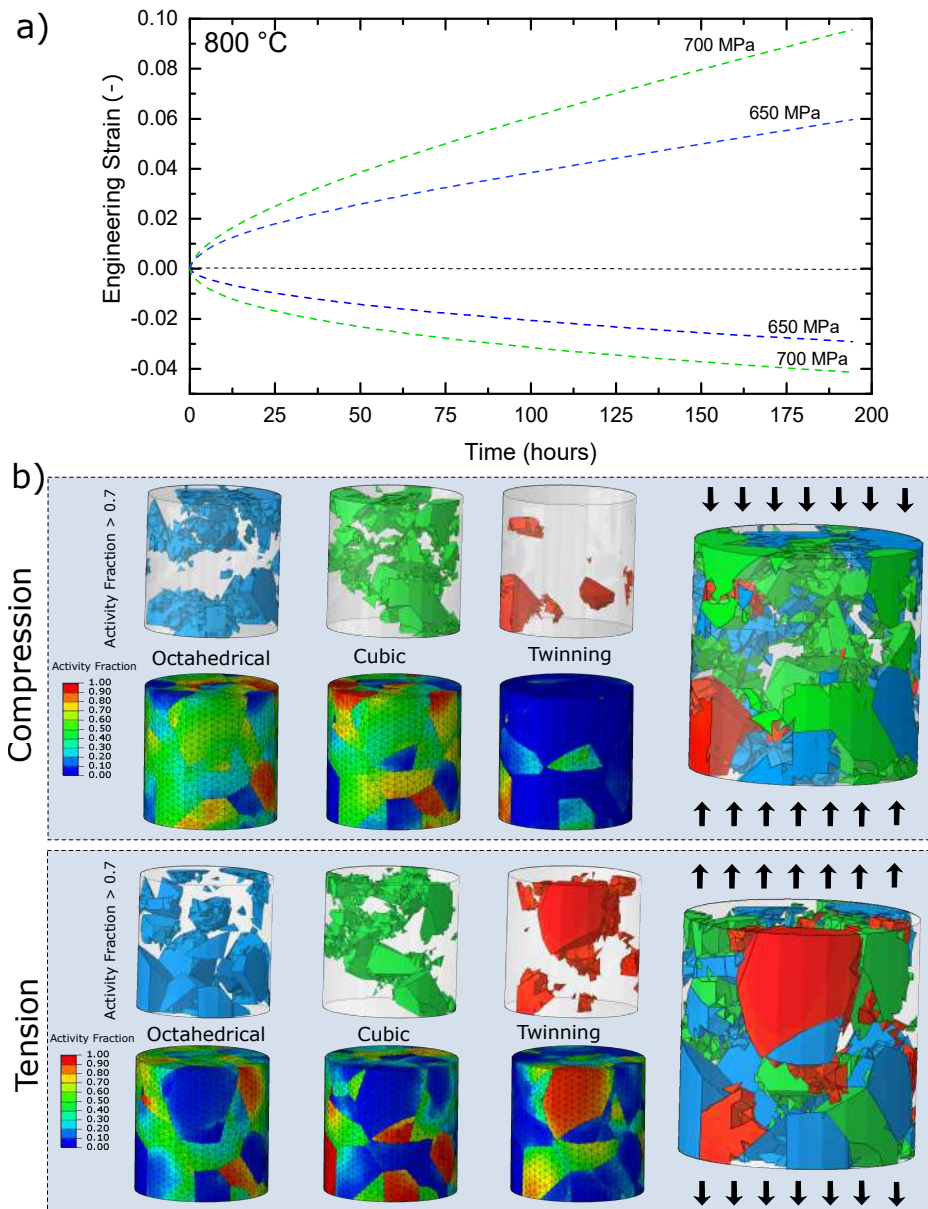 a)
800 °C
Engineering Strain (-)
0.10
0.08
0.06
0.04
0.02
0.00
-0.02
-0.04
700 MPa
650 MPa
650 MPa
700 MPa
0 25 50 75 100 125 150 175 200
Time (hours)
b)
Compression
Activity Fraction > 0.7
Octahedrical Cubic Twinning
Activity Fraction
1.00
0.90
0.80
0.70
0.60
0.50
0.40
0.30
0.20
0.10
0.00
Tension
Activity Fraction > 0.7
Octahedrical Cubic Twinning
Activity Fraction
1.00
0.90
0.80
0.70
0.60
0.50
0.40
0.30
0.20
0.10
0.00